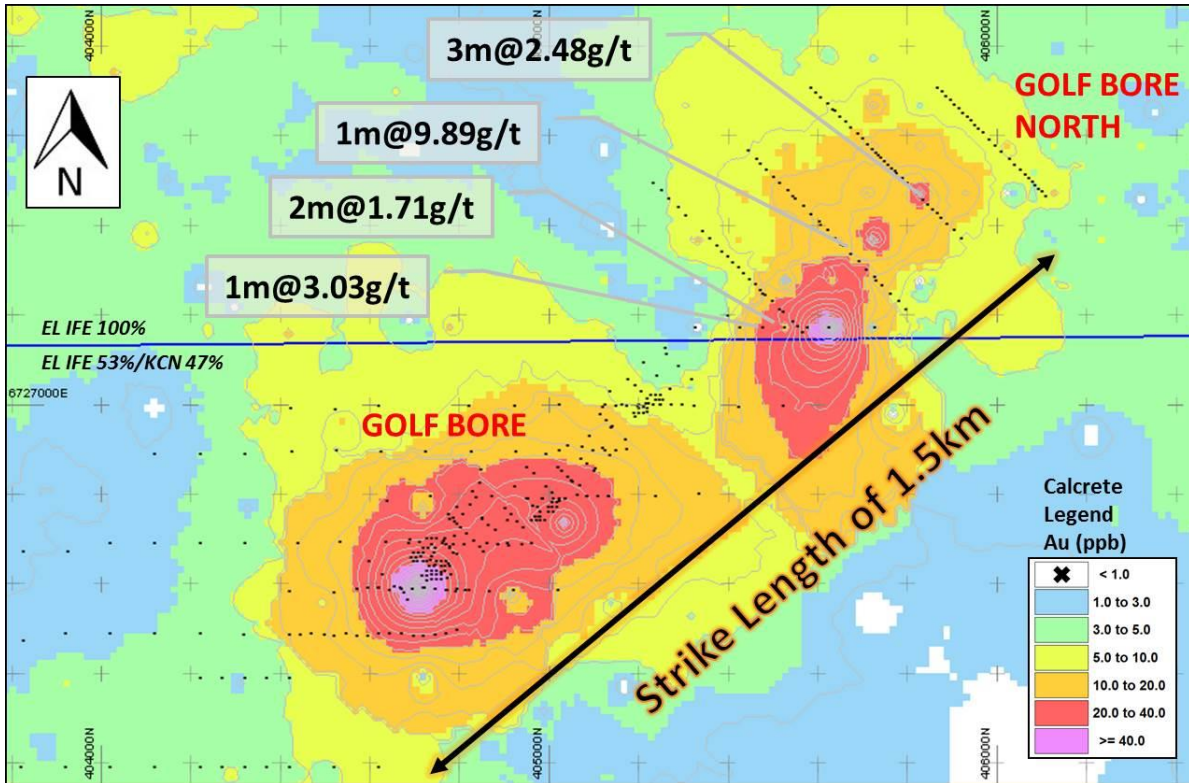 404000N
405000N
406000N
3m@2.48g/t
GOLF BORE
NORTH
1m@9.89g/t
N
2m@1.71g/t
1m@3.03g/t
EL IFE 100%
EL IFE 53%/KCN 47%
6727000E
GOLF BORE
Strike Length of 1.5km
Calcrete
Legend
Au (ppb)
< 1.0
1.0 to 3.0
3.0 to 5.0
5.0 to 10.0
10.0 to 20.0
20.0 to 40.0
>= 40.0
404000N
405000N
406000N